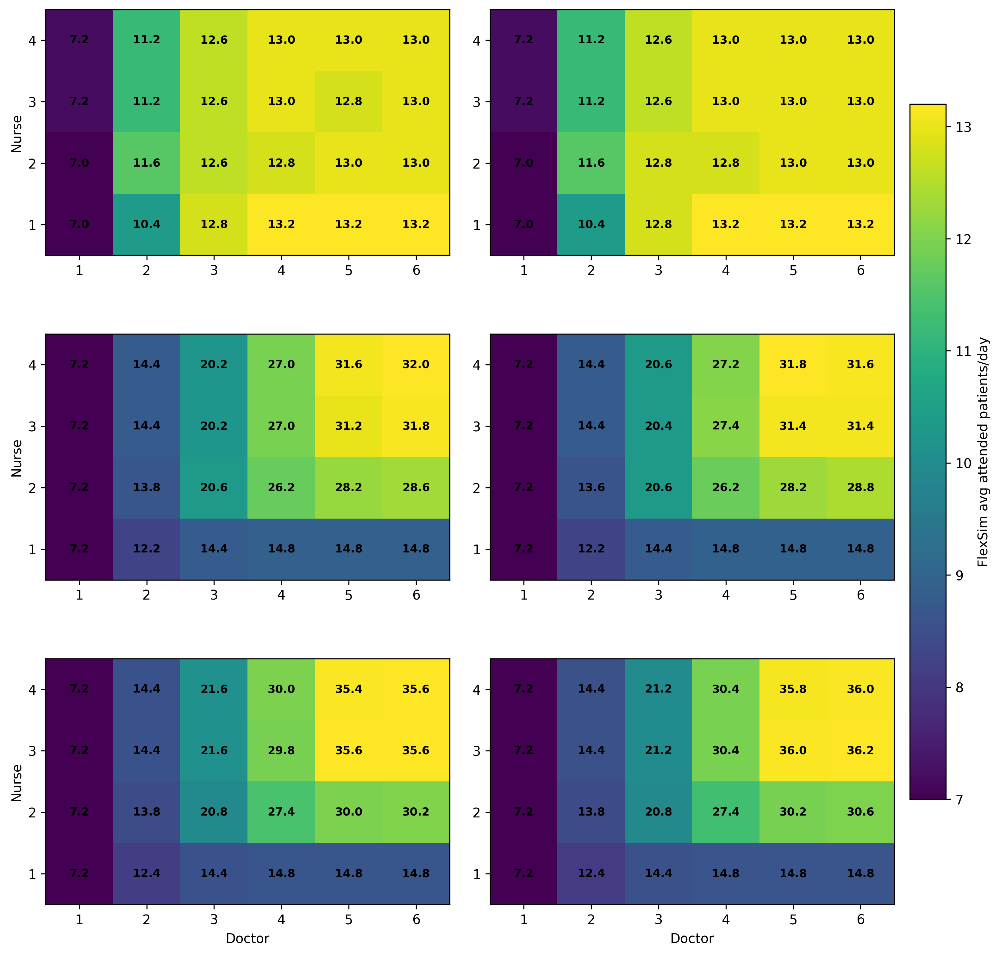 4 7.2 11.2 12.6 13.0 13.0 13.0
3 7.2 11.2 12.6 13.0 12.8 13.0
2 7.0 11.6 12.6 12.8 13.0 13.0
1 7.0 10.4 12.8 13.2 13.2 13.2
1 2 3 4 5 6
Nurse
4 7.2 11.2 12.6 13.0 13.0 13.0
3 7.2 11.2 12.6 13.0 13.0 13.0
2 7.0 11.6 12.8 12.8 13.0 13.0
1 7.0 10.4 12.8 13.2 13.2 13.2
1 2 3 4 5 6
4 7.2 14.4 20.2 27.0 31.6 32.0
3 7.2 14.4 20.2 27.0 31.2 31.8
2 7.2 13.8 20.6 26.2 28.2 28.6
1 7.2 12.2 14.4 14.8 14.8 14.8
1 2 3 4 5 6
Nurse
4 7.2 14.4 20.6 27.2 31.8 31.6
3 7.2 14.4 20.4 27.4 31.4 31.4
2 7.2 13.6 20.6 26.2 28.2 28.8
1 7.2 12.2 14.4 14.8 14.8 14.8
1 2 3 4 5 6
4 7.2 14.4 21.6 30.0 35.4 35.6
3 7.2 14.4 21.6 29.8 35.6 35.6
2 7.2 13.8 20.8 27.4 30.0 30.2
1 7.2 12.4 14.4 14.8 14.8 14.8
1 2 3 4 5 6
Nurse
Doctor
4 7.2 14.4 21.2 30.4 35.8 36.0
3 7.2 14.4 21.2 30.4 36.0 36.2
2 7.2 13.8 20.8 27.4 30.2 30.6
1 7.2 12.4 14.4 14.8 14.8 14.8
1 2 3 4 5 6
Doctor
13
12
11
10
9
8
7
FlexSim avg attended patients/day